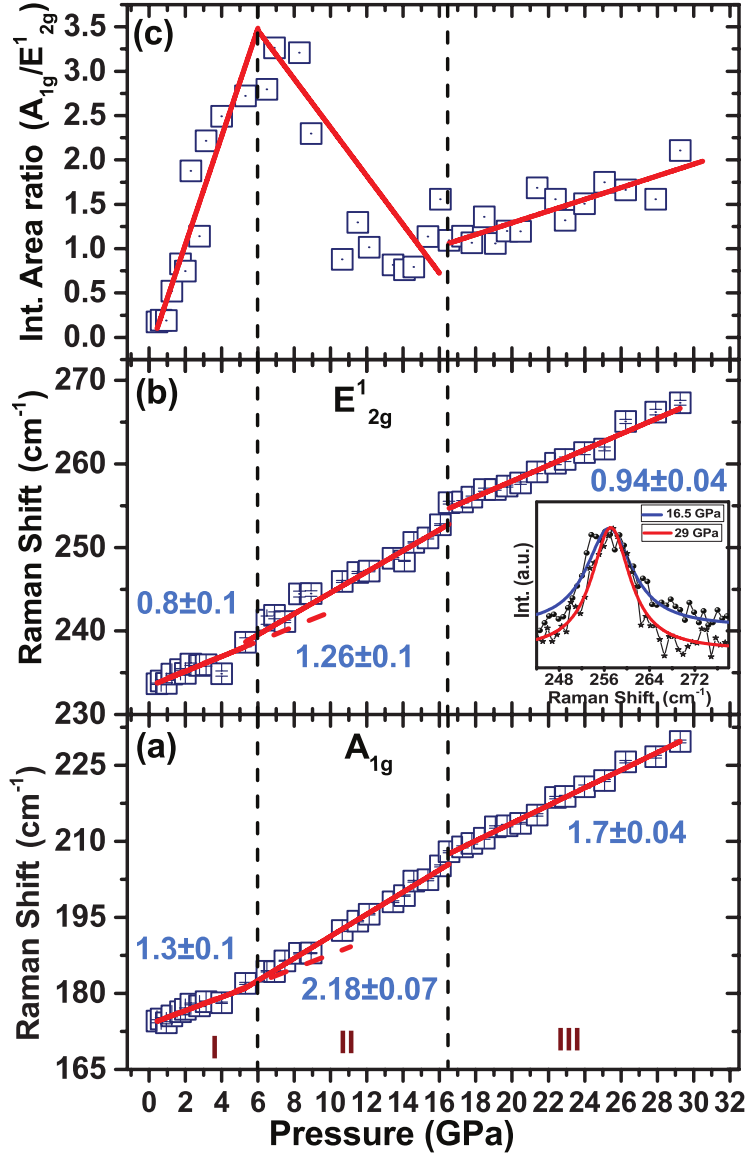 (c)
3.5
3.0
2.5
2.0
1.5
1.0
0.5
0.0
Int. Area ratio (A1g/E¹2g)
(b)
E¹2g
270
260
250
240
230
Raman Shift (cm⁻¹)
0.8±0.1
1.26±0.1
0.94±0.04
16.5 GPa
29 GPa
Int. (a.u.)
248 256 264 272
Raman Shift (cm⁻¹)
(a)
A1g
225
210
195
180
165
Raman Shift (cm⁻¹)
1.3±0.1
2.18±0.07
1.7±0.04
I II III
0 2 4 6 8 10 12 14 16 18 20 22 24 26 28 30 32
Pressure (GPa)